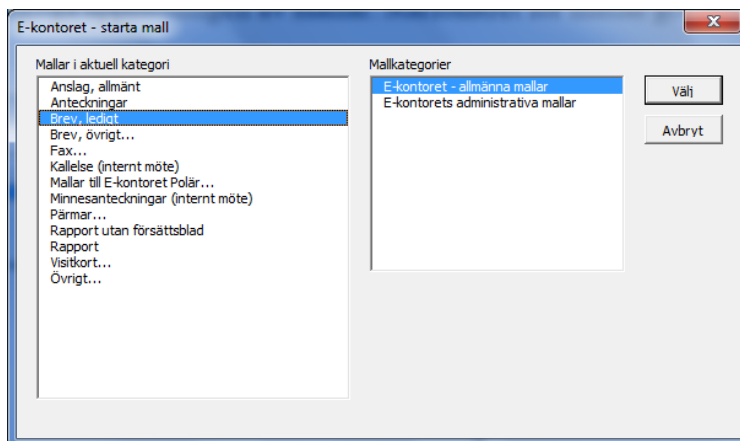 E-kontoret - starta mall
Mallar i aktuell kategori
Anslag, allmänt
Anteckningar
Brev, ledigt
Brev, övrigt...
Fax...
Kallelse (internt möte)
Mallar till E-kontoret Polär...
Minnesanteckningar (internt möte)
Pärmar...
Rapport utan försättsblad
Rapport
Visitkort...
Övrigt...
Mallkategorier
E-kontoret - allmänna mallar
E-kontorets administrativa mallar
Välj
Avbryt